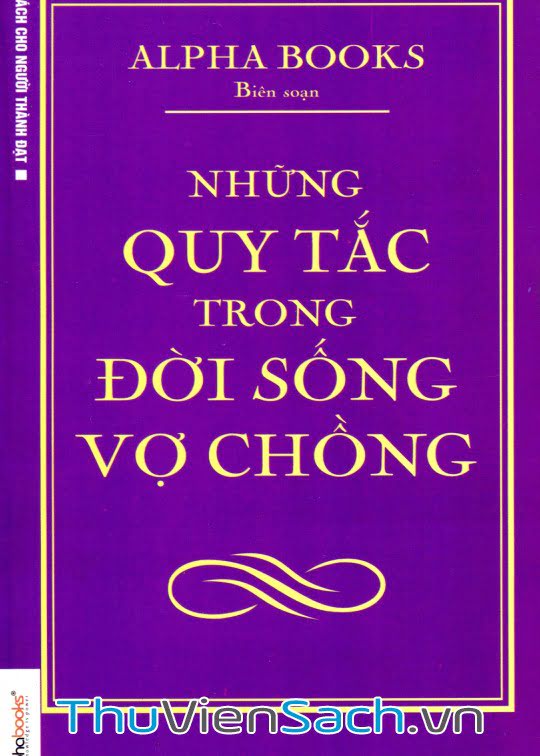 ALPHA BOOKS
Biên soạn
NHỮNG
QUY TẮC
TRONG
ĐỜI SỐNG
VỢ CHỒNG
ÁCH CHO NGƯỜI THÀNH ĐẠT
habooks®
ThuVienSach.vn